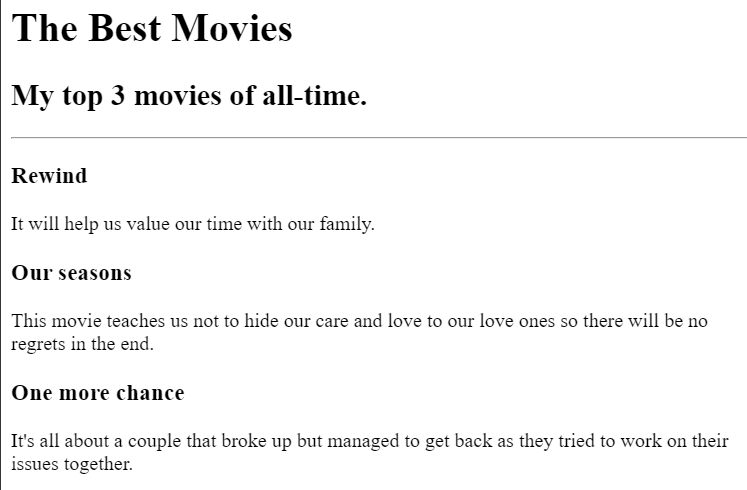 The Best Movies
My top 3 movies of all-time.
Rewind
It will help us value our time with our family.
Our seasons
This movie teaches us not to hide our care and love to our love ones so there will be no
regrets in the end.
One more chance
It's all about a couple that broke up but managed to get back as they tried to work on their
issues together.